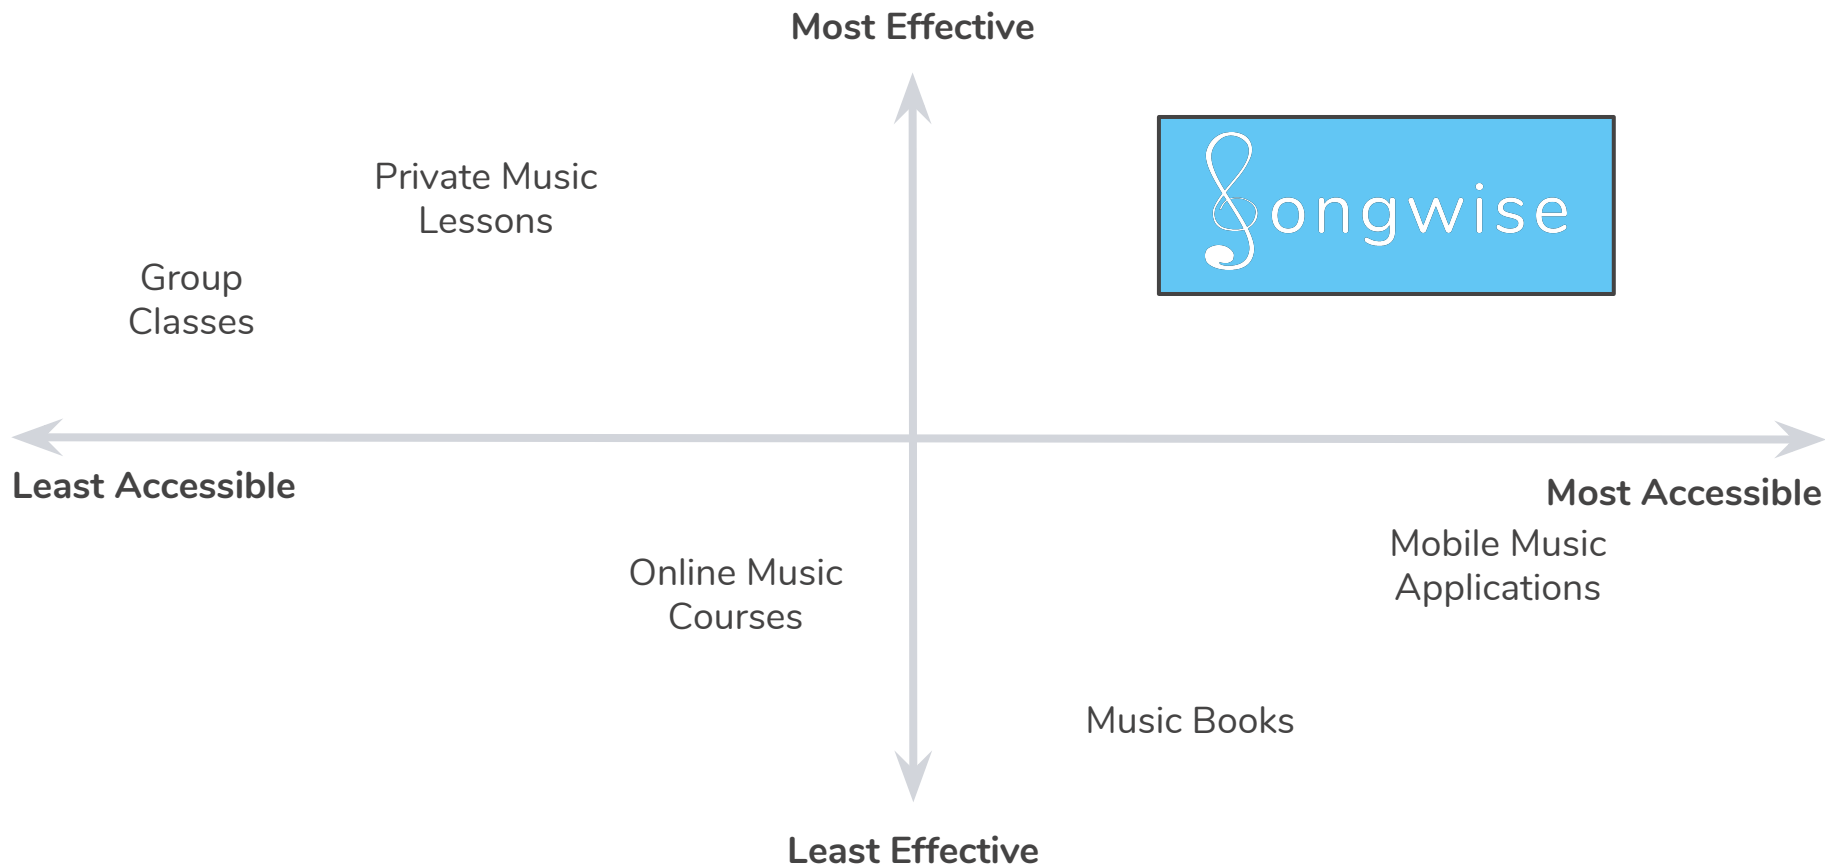 Most Effective
Private Music
Lessons
Songwise
Group
Classes
Least Accessible
Most Accessible
Mobile Music
Applications
Online Music
Courses
Music Books
Least Effective